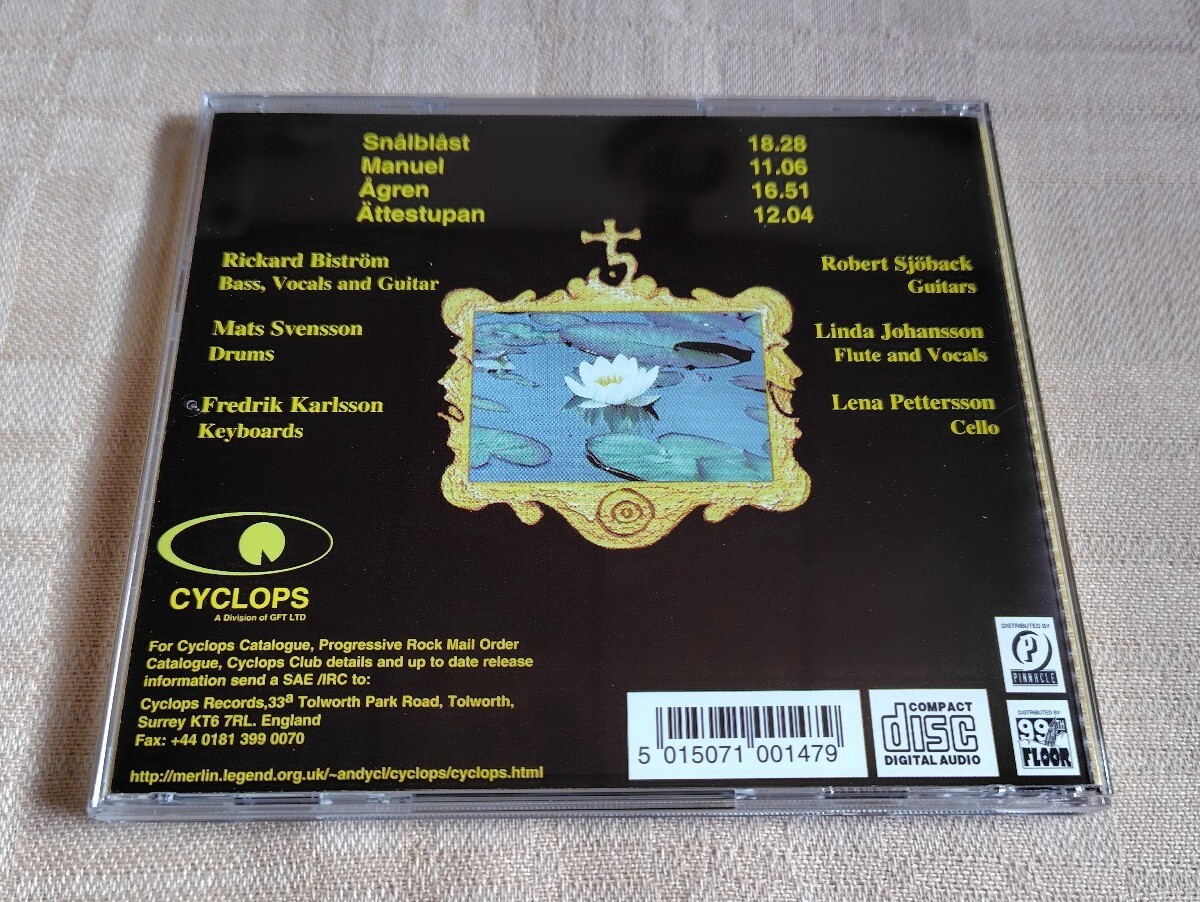 Snålblåst 18.28
Manuel 11.06
Ågren 16.51
Ättestupan 12.04
Rickard Biström
Bass, Vocals and Guitar
Mats Svensson
Drums
Fredrik Karlsson
Keyboards
Robert Sjöback
Guitars
Linda Johansson
Flute and Vocals
Lena Pettersson
Cello
CYCLOPS
A Division of GFT LTD
For Cyclops Catalogue, Progressive Rock Mail Order
Catalogue, Cyclops Club details and up to date release
information send a SAE /IRC to:
Cyclops Records,33a Tolworth Park Road, Tolworth,
Surrey KT6 7RL. England
Fax: +44 0181 399 0070
http://merlin.legend.org.uk/~andycl/cyclops/cyclops.html
5 015071 001479
COMPACT
disc
DIGITAL AUDIO
DISTRIBUTED BY
P
PINNACLE
DISTRIBUTED BY
99TH
FLOOR